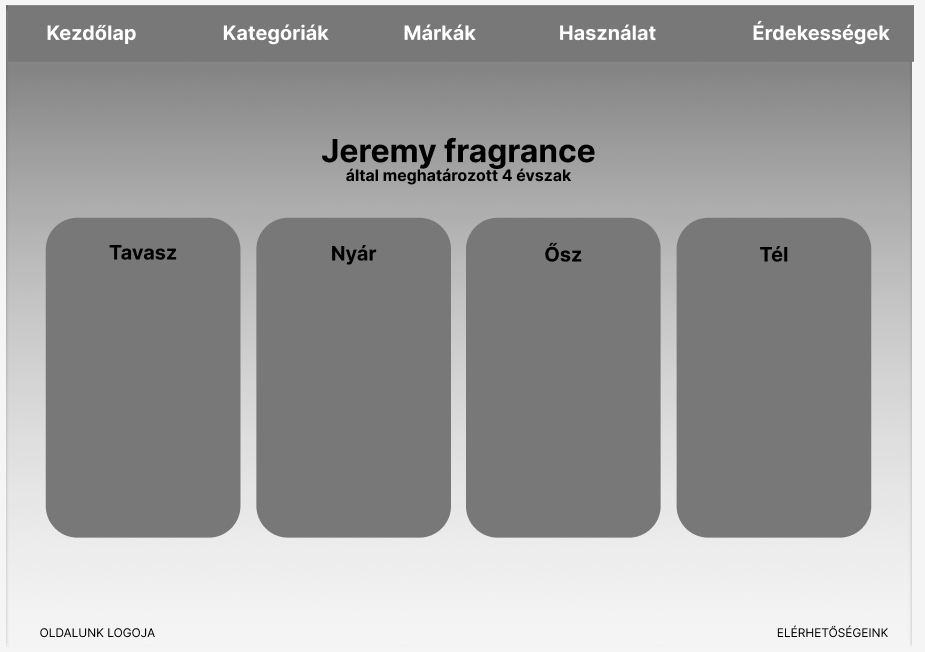 Kezdőlap Kategóriák Márkák Használat Érdekességek
Jeremy fragrance
által meghatározott 4 évszak
Tavasz Nyár Ősz Tél
OLDALUNK LOGOJA ELÉRHETŐSÉGEINK